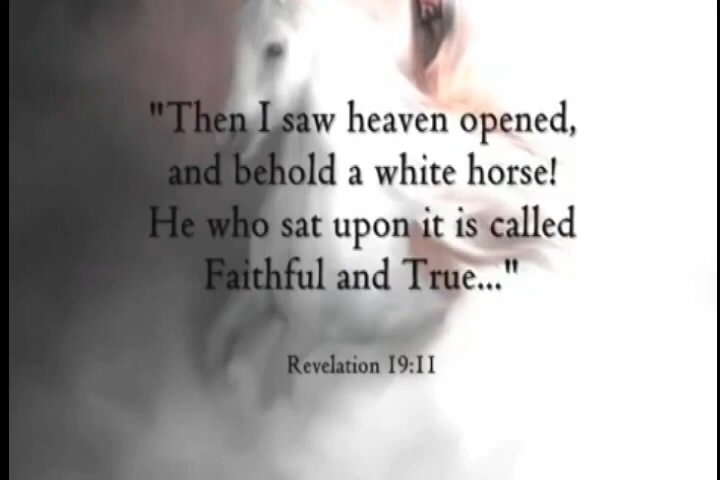 "Then I saw heaven opened,
and behold a white horse!
He who sat upon it is called
Faithful and True..."
Revelation 19:11